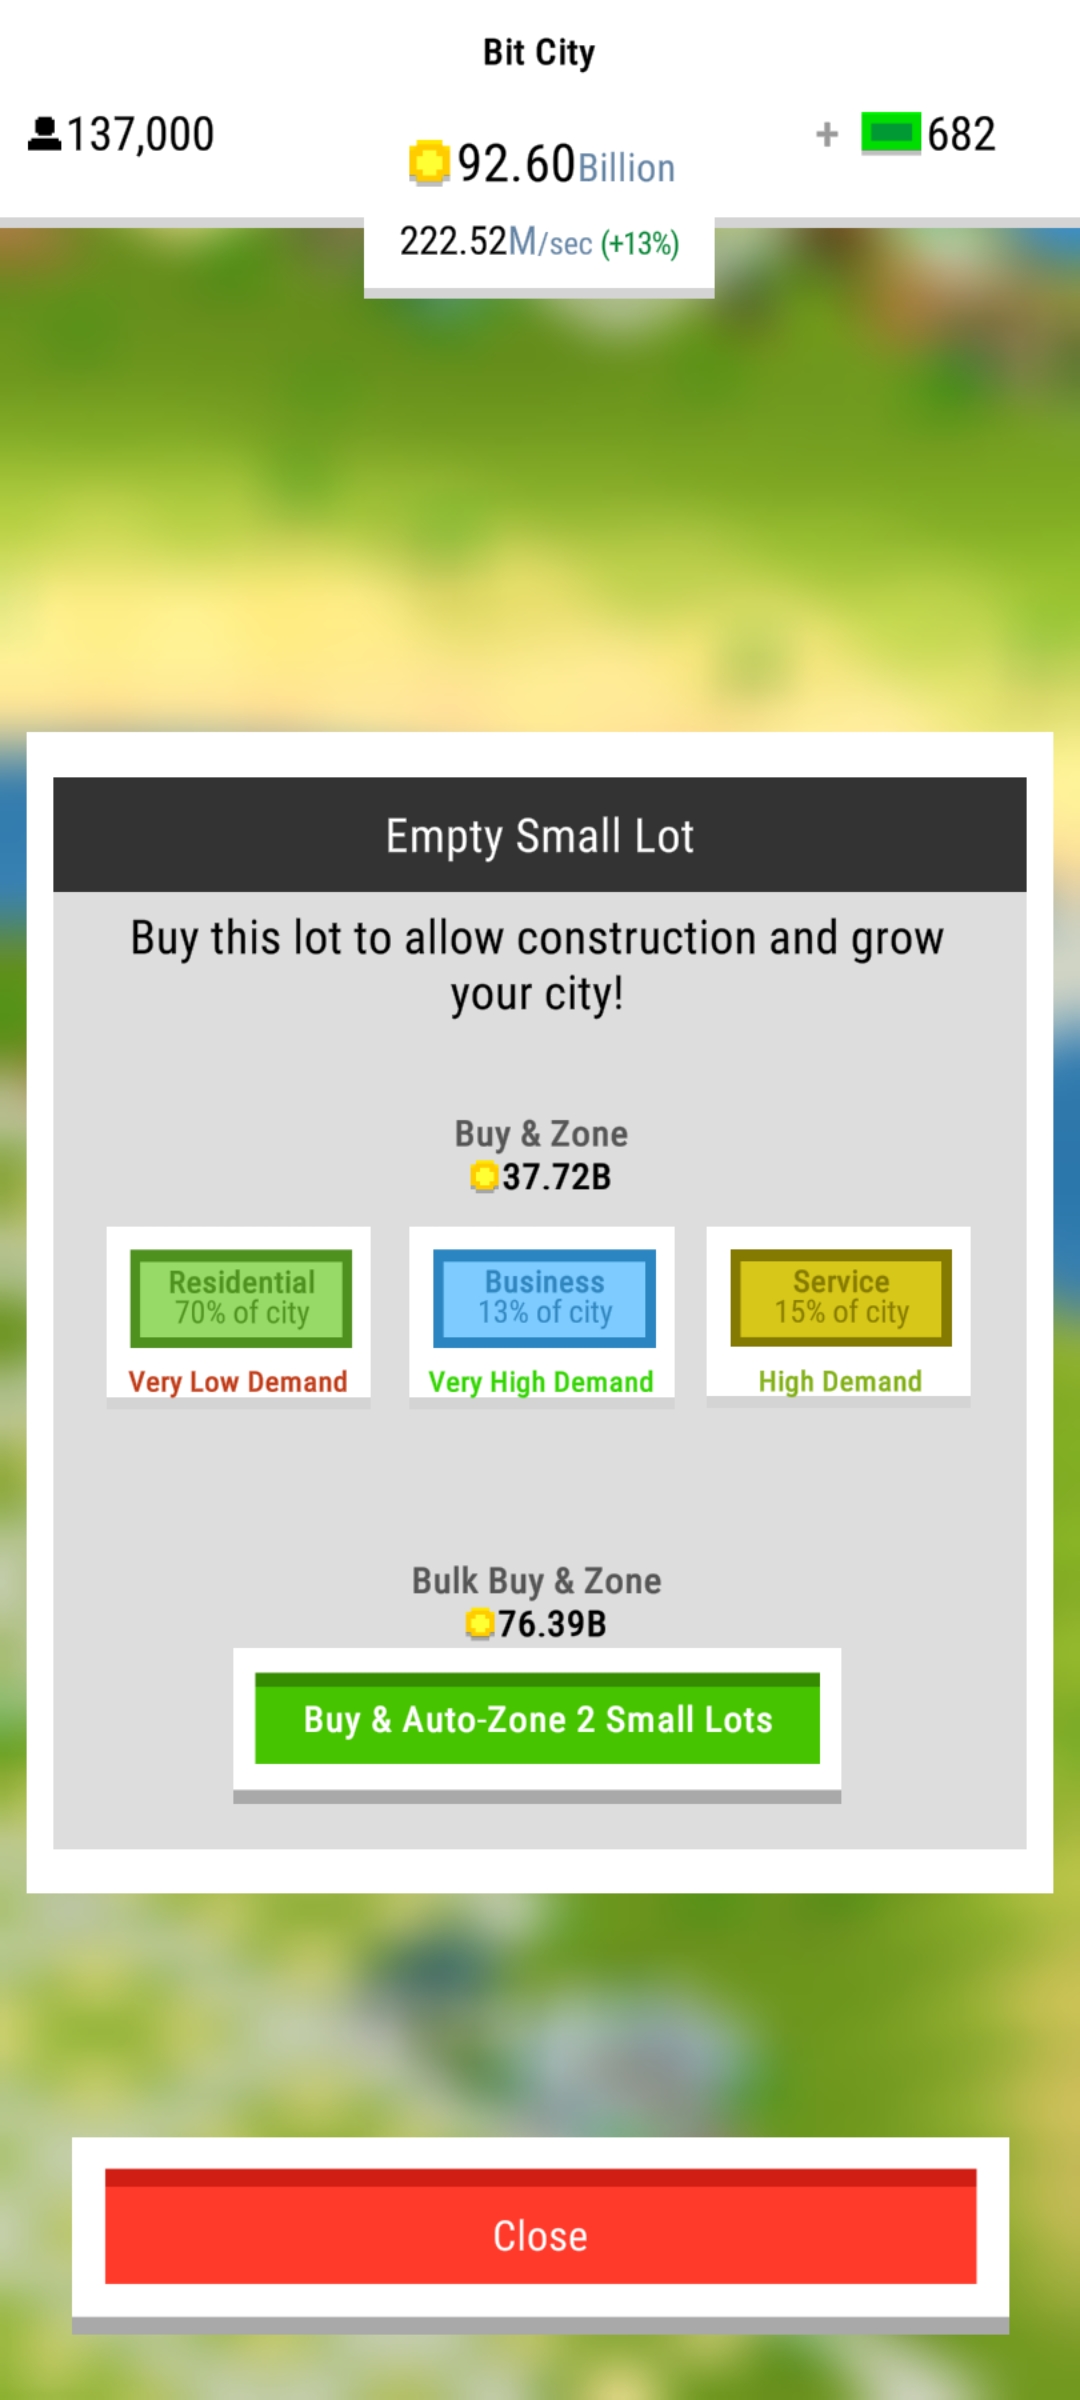 Bit City
137,000
92.60Billion
+ 682
222.52M/sec (+13%)
Empty Small Lot
Buy this lot to allow construction and grow
your city!
Buy & Zone
37.72B
Residential
70% of city
Very Low Demand
Business
13% of city
Very High Demand
Service
15% of city
High Demand
Bulk Buy & Zone
76.39B
Buy & Auto-Zone 2 Small Lots
Close